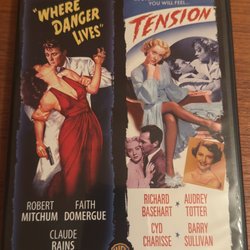 YOU WILL FEEL...
"WHERE
DANGER
LIVES"
TENSION
ROBERT
MITCHUM
FAITH
DOMERGUE
CLAUDE
RAINS
RICHARD
BASEHART
AUDREY
TOTTER
CYD
CHARISSE
BARRY
SULLIVAN